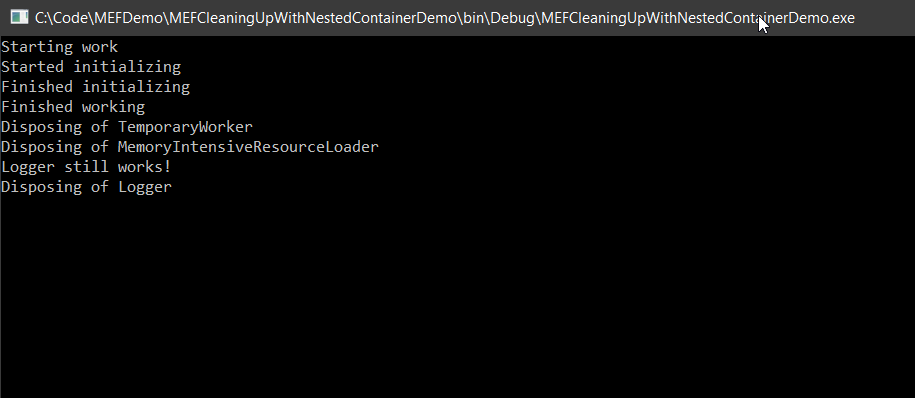 C:\Code\MEFDemo\MEFCleaningUpWithNestedContainerDemo\bin\Debug\MEFCleaningUpWithNestedContainerDemo.exe
Starting work
Started initializing
Finished initializing
Finished working
Disposing of TemporaryWorker
Disposing of MemoryIntensiveResourceLoader
Logger still works!
Disposing of Logger